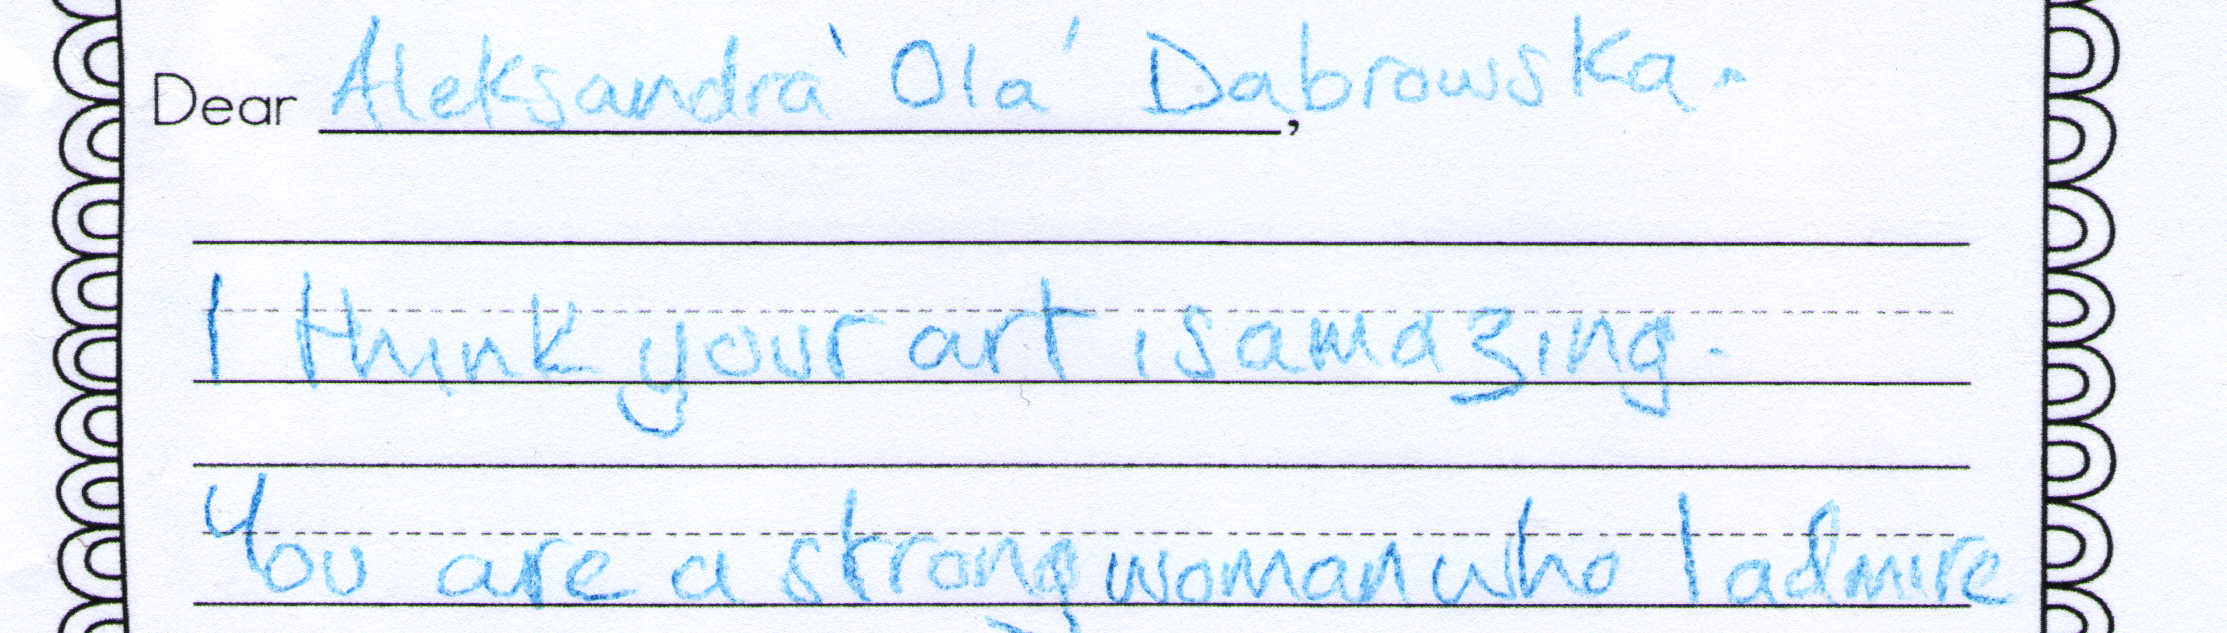 Dear Aleksandra 'Ola' Dabrowska.,
I think your art is amazing.
You are a strong woman who I admire